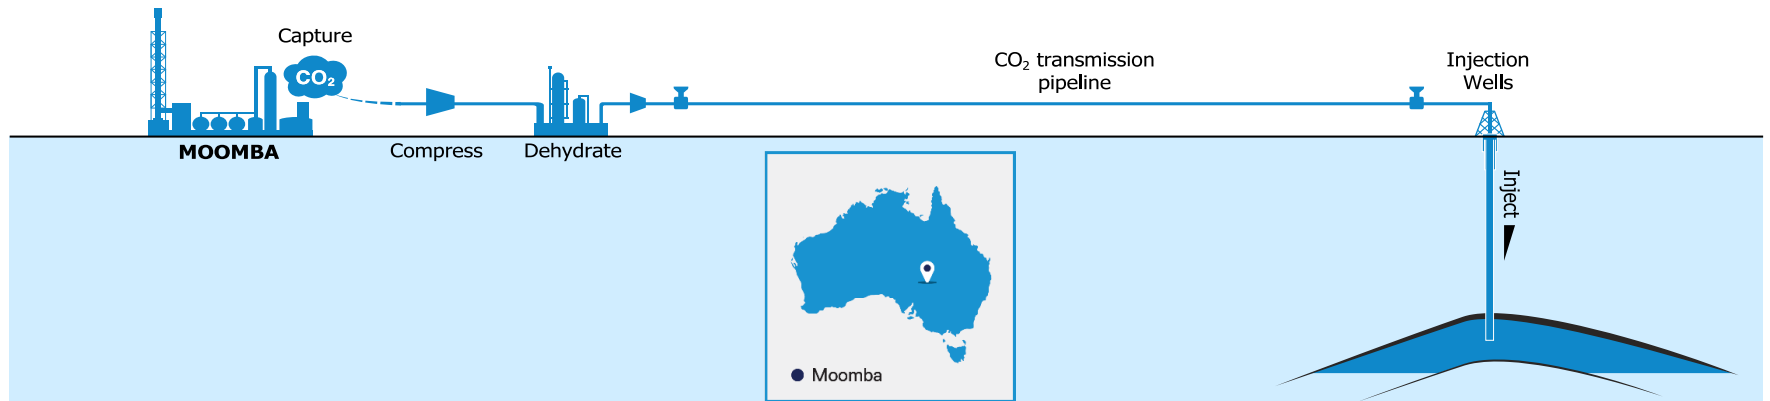 Capture
CO₂
MOOMBA
Compress
Dehydrate
CO₂ transmission
pipeline
Injection
Wells
Inject
Moomba